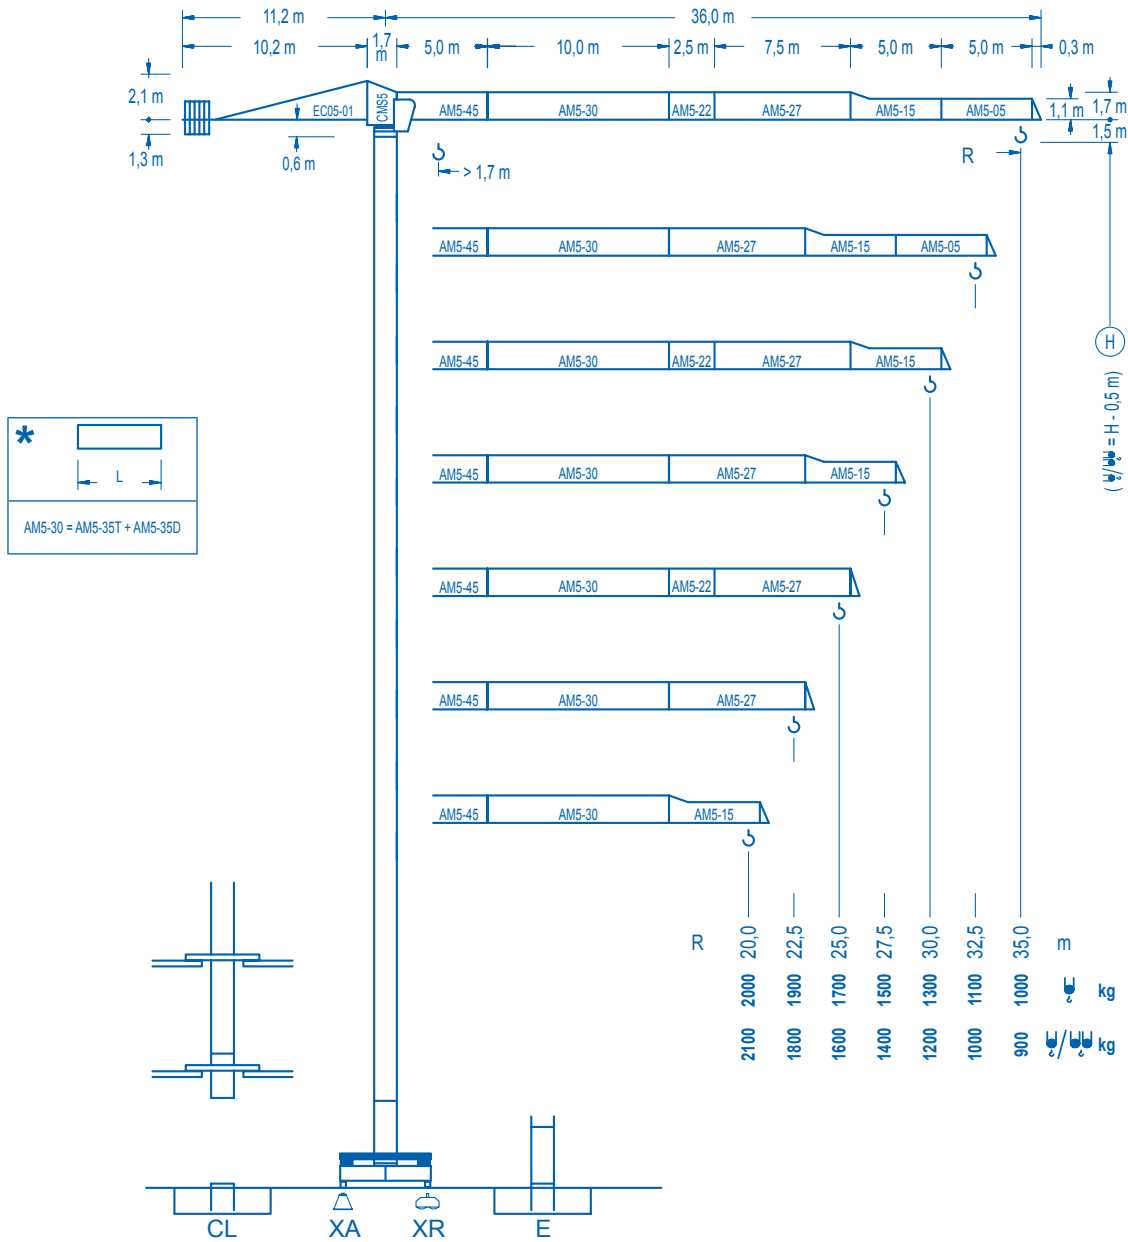 11,2 m 36,0 m
10,2 m 1,7 m 5,0 m 10,0 m 2,5 m 7,5 m 5,0 m 5,0 m 0,3 m
2,1 m EC05-01 CMS5 AM5-45 AM5-30 AM5-22 AM5-27 AM5-15 AM5-05 1,1 m 1,7 m
1,3 m 0,6 m > 1,7 m R 1,5 m
AM5-45 AM5-30 AM5-27 AM5-15 AM5-05
H
AM5-45 AM5-30 AM5-22 AM5-27 AM5-15
( / = H - 0,5 m)
* L
AM5-30 = AM5-35T + AM5-35D
AM5-45 AM5-30 AM5-27 AM5-15
AM5-45 AM5-30 AM5-22 AM5-27
AM5-45 AM5-30 AM5-27
AM5-45 AM5-30 AM5-15
R 20,0 22,5 25,0 27,5 30,0 32,5 35,0 m
2000 1900 1700 1500 1300 1100 1000 kg
2100 1800 1600 1400 1200 1000 900 / kg
CL XA XR E